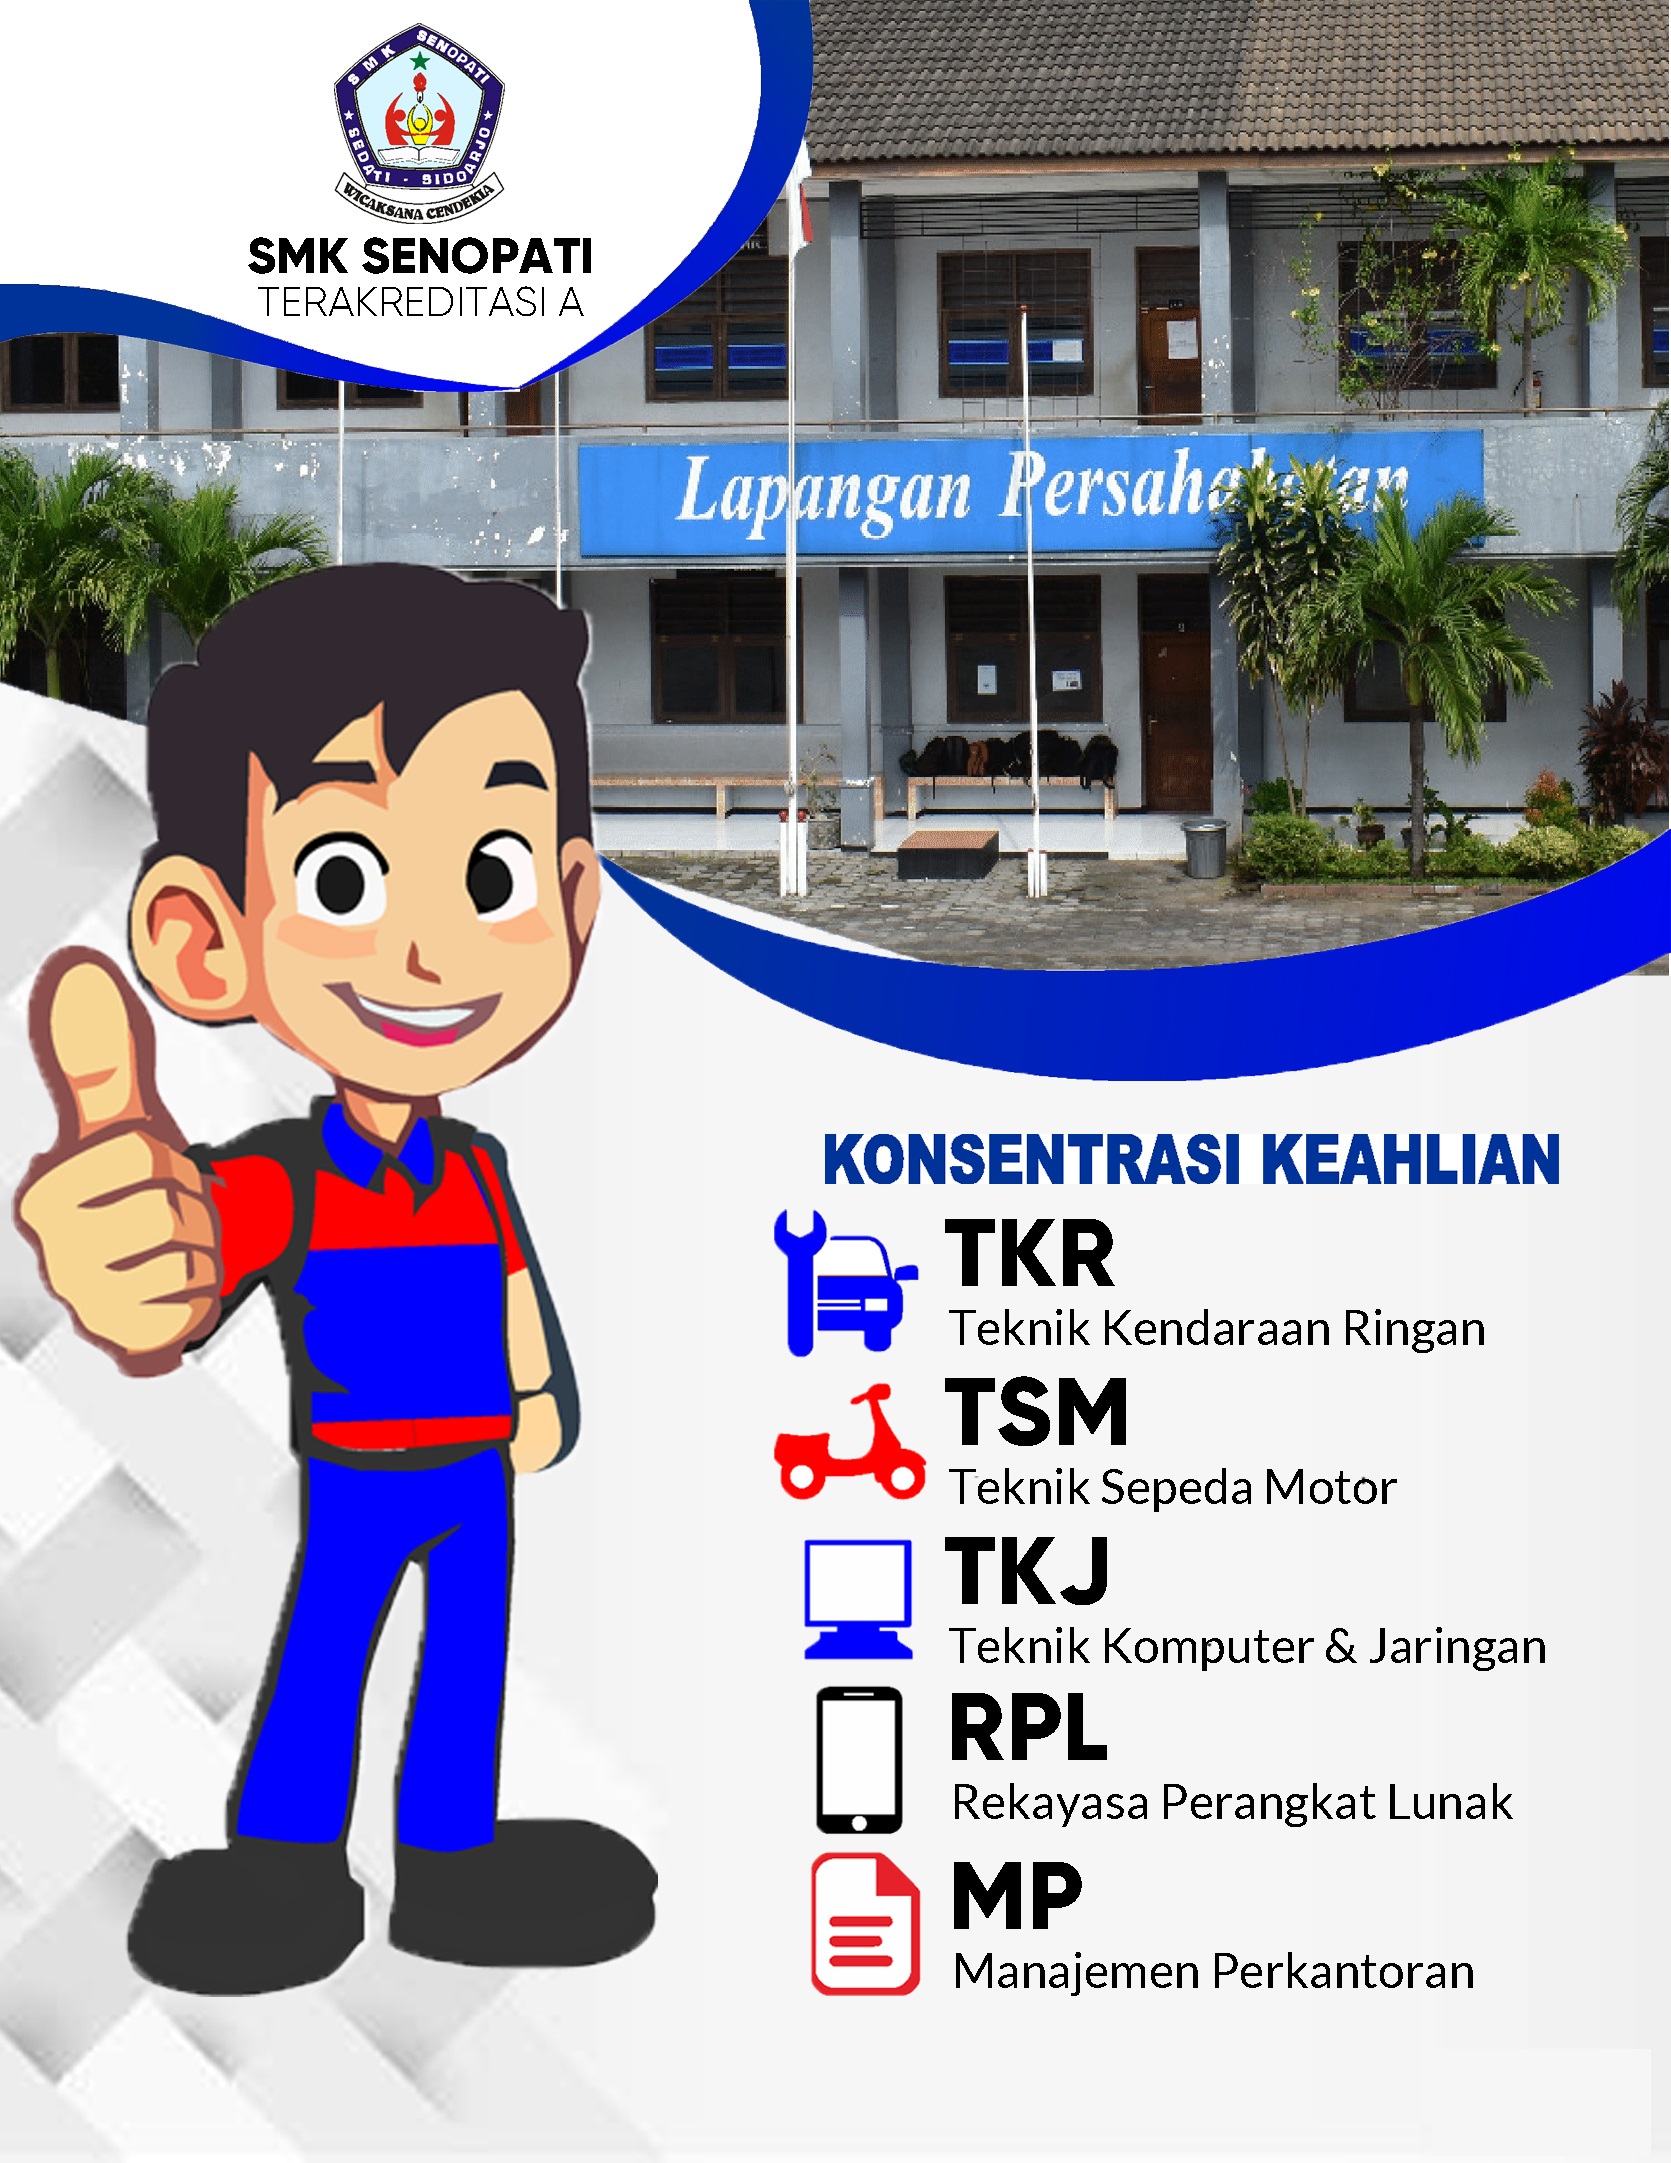 SMK SENOPATI
SEDATI - SIDOARJO
WICAKSANA CENDEKIA
SMK SENOPATI
TERAKREDITASI A
Lapangan Persahabatan
KONSENTRASI KEAHLIAN
TKR
Teknik Kendaraan Ringan
TSM
Teknik Sepeda Motor
TKJ
Teknik Komputer & Jaringan
RPL
Rekayasa Perangkat Lunak
MP
Manajemen Perkantoran